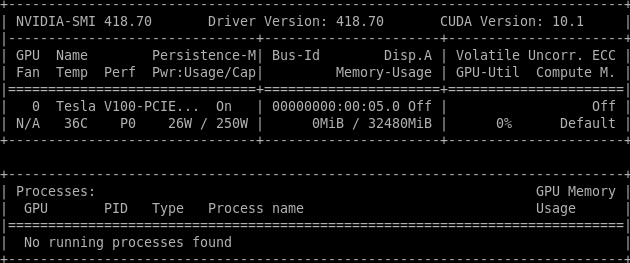 +-----------------------------------------------------------------------------+
| NVIDIA-SMI 418.70       Driver Version: 418.70       CUDA Version: 10.1     |
|-------------------------------+----------------------+----------------------+
| GPU  Name        Persistence-M| Bus-Id        Disp.A | Volatile Uncorr. ECC |
| Fan  Temp  Perf  Pwr:Usage/Cap|         Memory-Usage | GPU-Util  Compute M. |
|===============================+======================+======================|
|   0  Tesla V100-PCIE...  On   | 00000000:00:05.0 Off |                  Off |
| N/A   36C    P0    26W / 250W |      0MiB / 32480MiB |      0%      Default |
+-------------------------------+----------------------+----------------------+

+-----------------------------------------------------------------------------+
| Processes:                                                       GPU Memory |
|  GPU       PID   Type   Process name                             Usage      |
|=============================================================================|
|  No running processes found                                                 |
+-----------------------------------------------------------------------------+